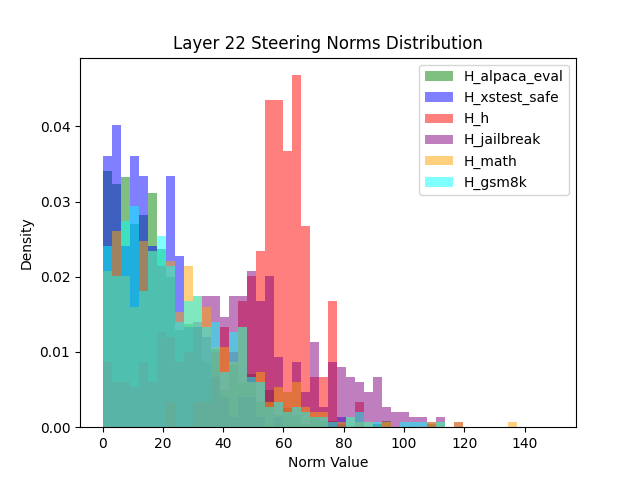 Layer 22 Steering Norms Distribution
H_alpaca_eval
H_xstest_safe
H_h
H_jailbreak
H_math
H_gsm8k
Density
0.04
0.03
0.02
0.01
0.00
0 20 40 60 80 100 120 140
Norm Value